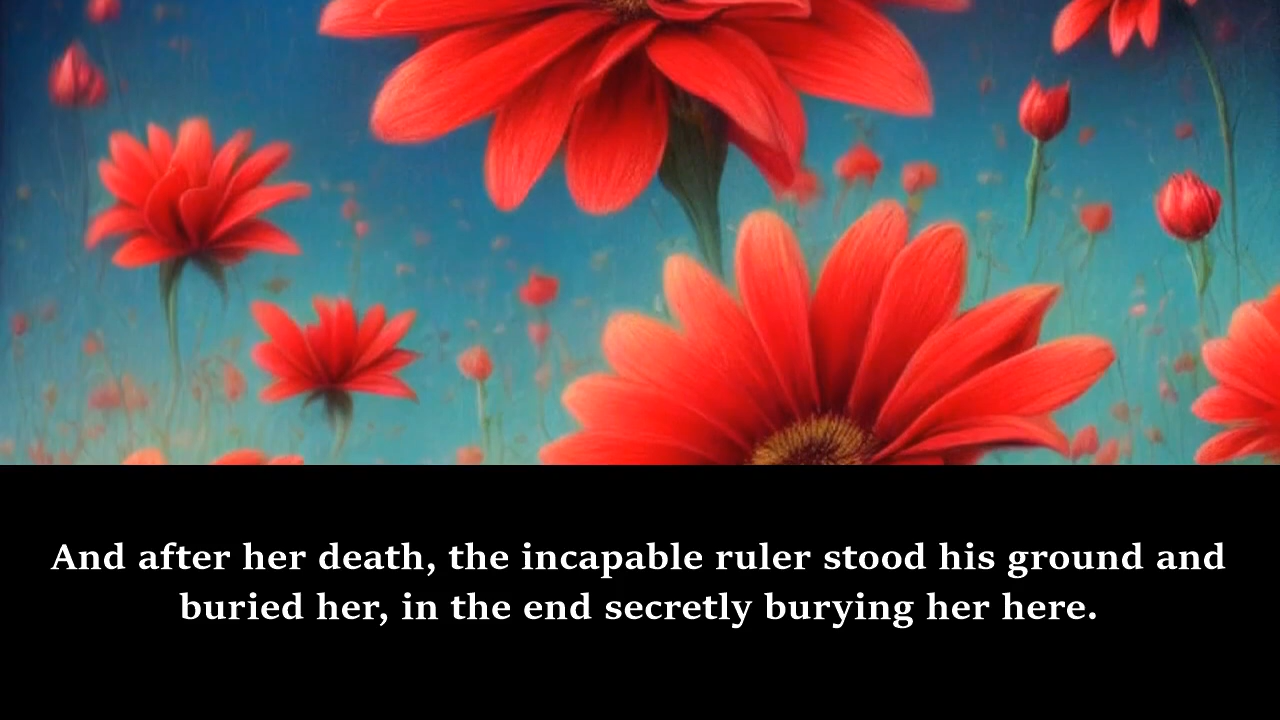 And after her death, the incapable ruler stood his ground and
buried her, in the end secretly burying her here.